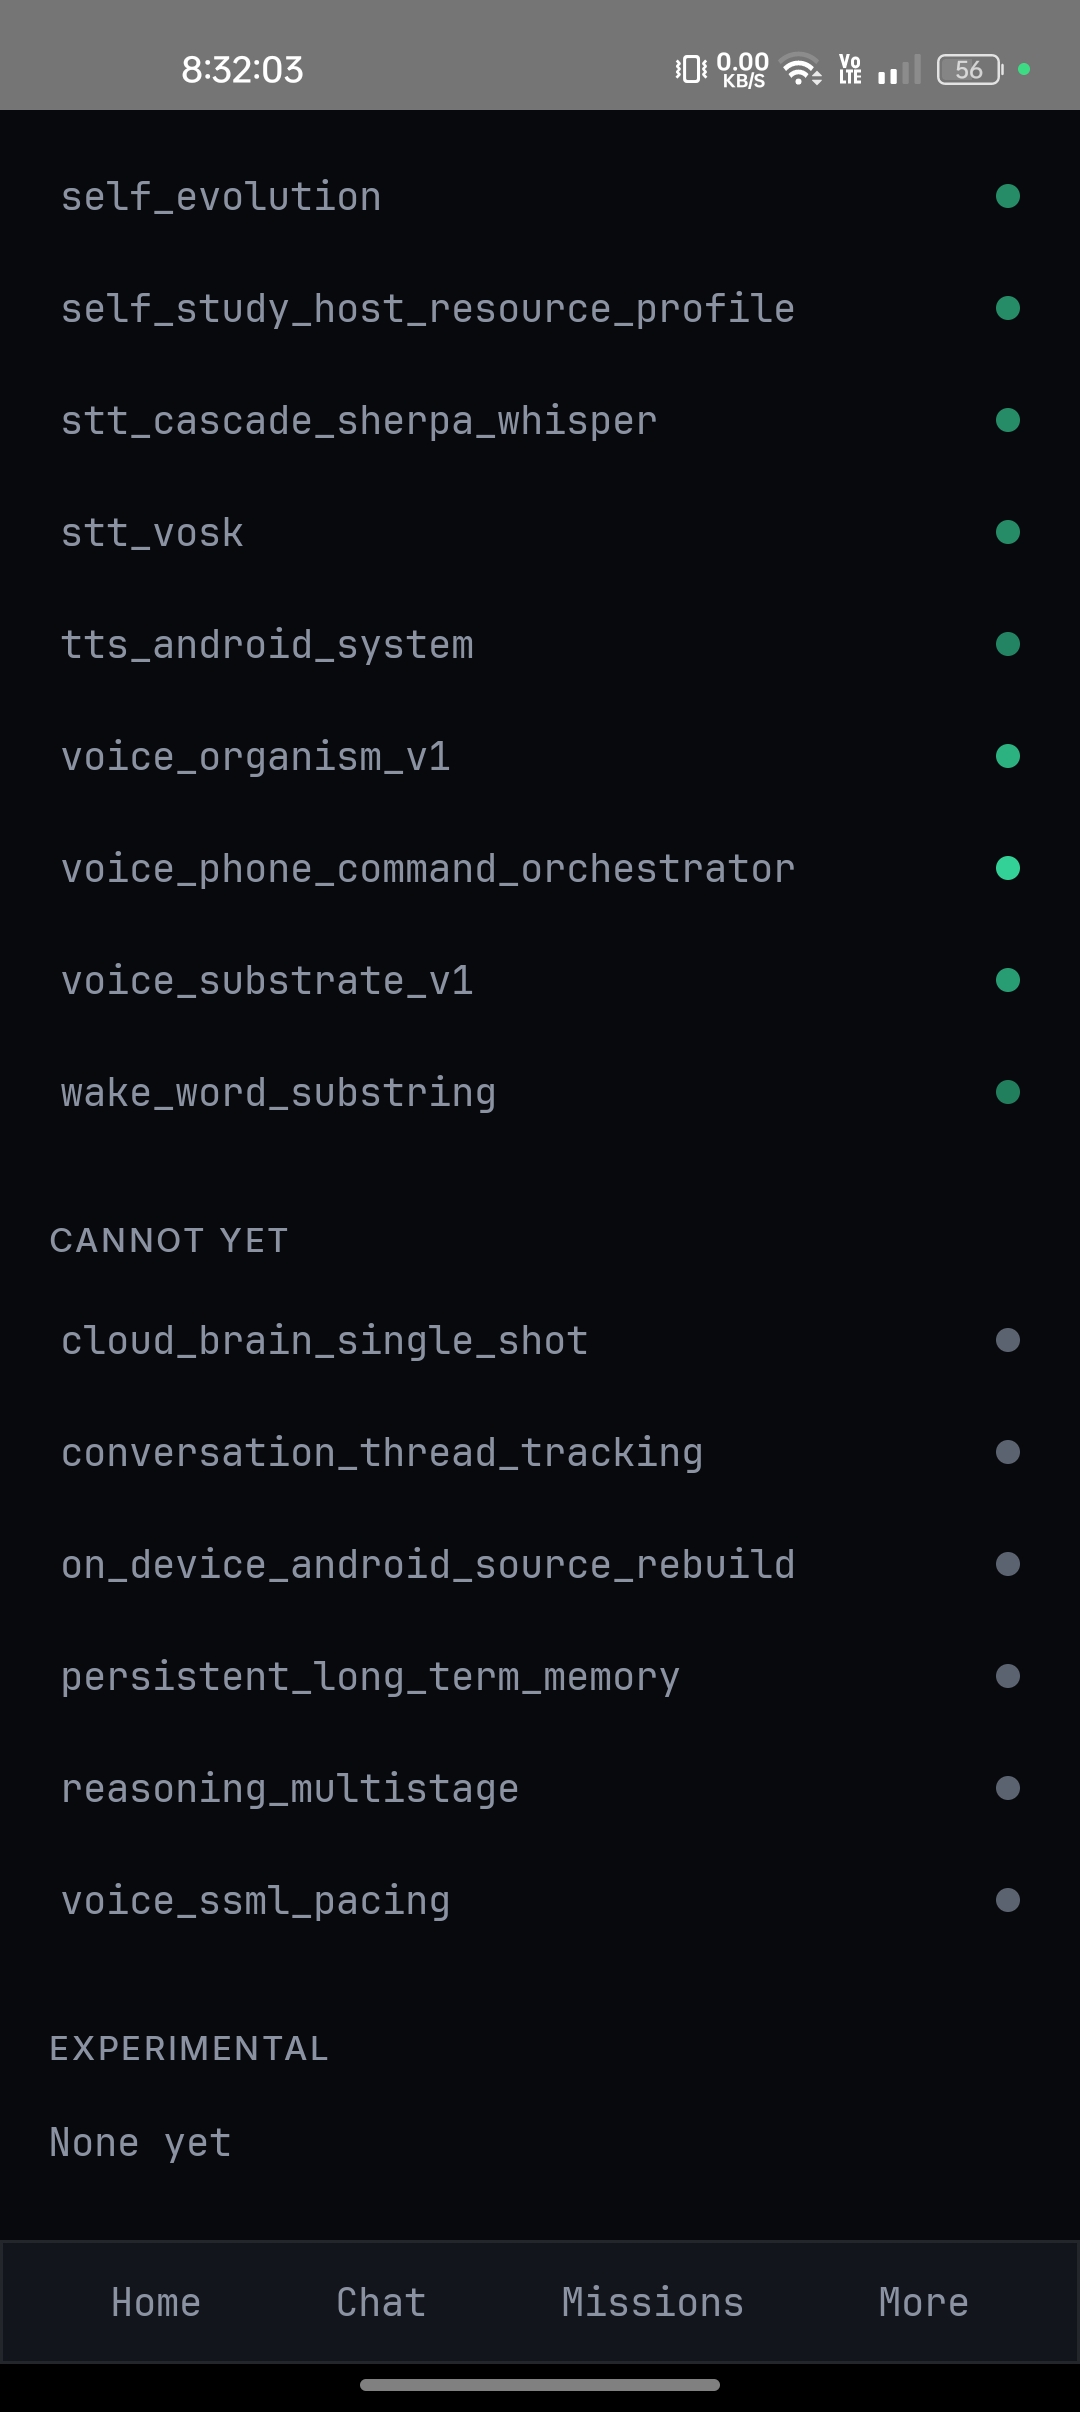 8:32:03
0.00
KB/S
Vo
LTE
56
self_evolution
self_study_host_resource_profile
stt_cascade_sherpa_whisper
stt_vosk
tts_android_system
voice_organism_v1
voice_phone_command_orchestrator
voice_substrate_v1
wake_word_substring
CANNOT YET
cloud_brain_single_shot
conversation_thread_tracking
on_device_android_source_rebuild
persistent_long_term_memory
reasoning_multistage
voice_ssml_pacing
EXPERIMENTAL
None yet
Home Chat Missions More